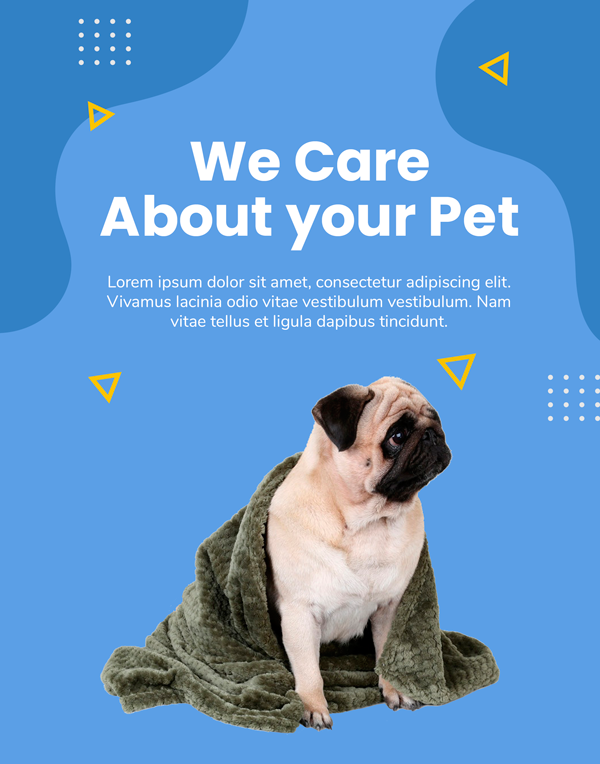 We Care
About your Pet
Lorem ipsum dolor sit amet, consectetur adipiscing elit.
Vivamus lacinia odio vitae vestibulum vestibulum. Nam
vitae tellus et ligula dapibus tincidunt.